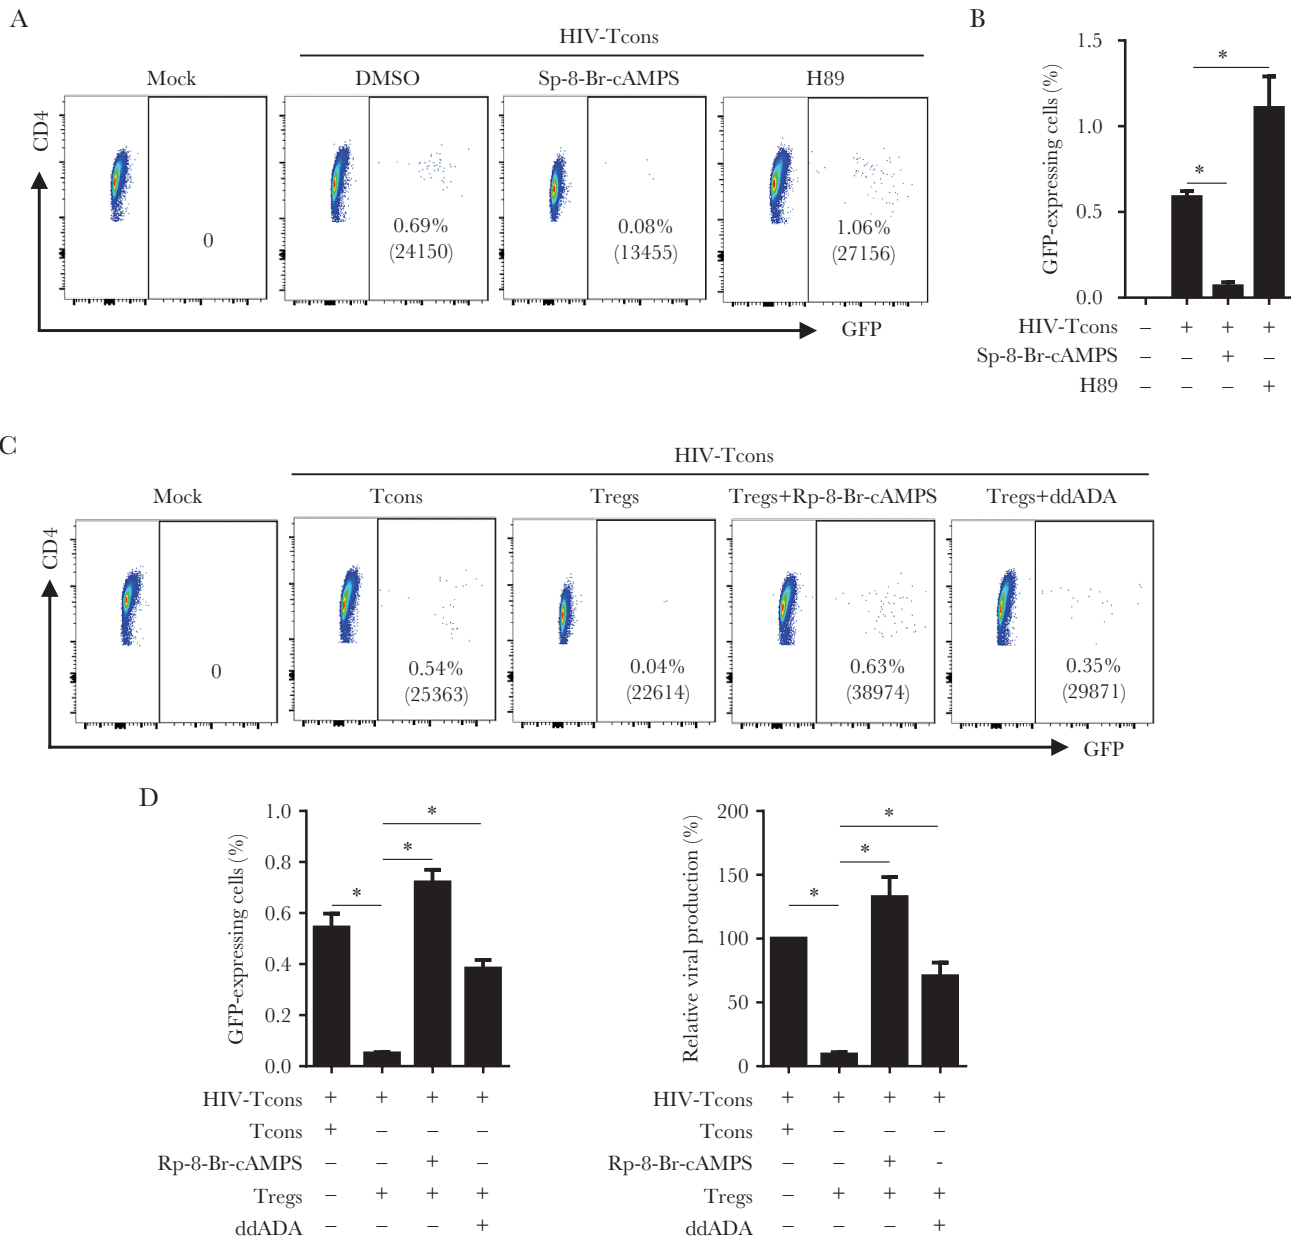 A
HIV-Tcons
Mock
DMSO
Sp-8-Br-cAMPS
H89
CD4
0
0.69%
(24150)
0.08%
(13455)
1.06%
(27156)
GFP
B
GFP-expressing cells (%)
1.5
1.0
0.5
0.0
*
*
HIV-Tcons – + + +
Sp-8-Br-cAMPS – – + –
H89 – – – +
C
HIV-Tcons
Mock
Tcons
Tregs
Tregs+Rp-8-Br-cAMPS
Tregs+ddADA
CD4
0
0.54%
(25363)
0.04%
(22614)
0.63%
(38974)
0.35%
(29871)
GFP
D
GFP-expressing cells (%)
1.0
0.8
0.6
0.4
0.2
0.0
*
*
*
HIV-Tcons + + + +
Tcons + – – –
Rp-8-Br-cAMPS – – + –
Tregs – + + +
ddADA – – – +
Relative viral production (%)
200
150
100
50
0
*
*
*
HIV-Tcons + + + +
Tcons + – – –
Rp-8-Br-cAMPS – – + -
Tregs – + + +
ddADA – – – +